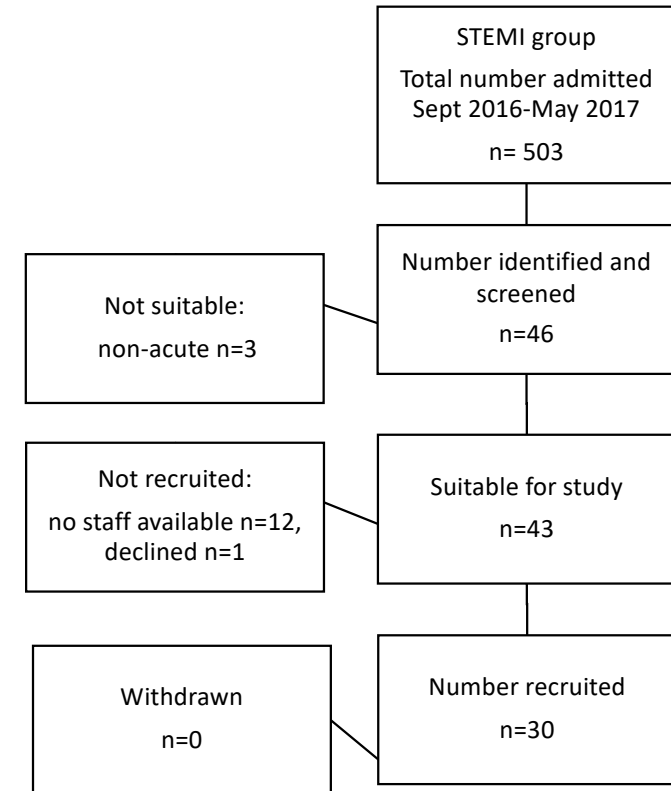 STEMI group
Total number admitted
Sept 2016-May 2017
n= 503
Number identified and
screened
n=46
Not suitable:
non-acute n=3
Suitable for study
n=43
Not recruited:
no staff available n=12,
declined n=1
Number recruited
n=30
Withdrawn
n=0